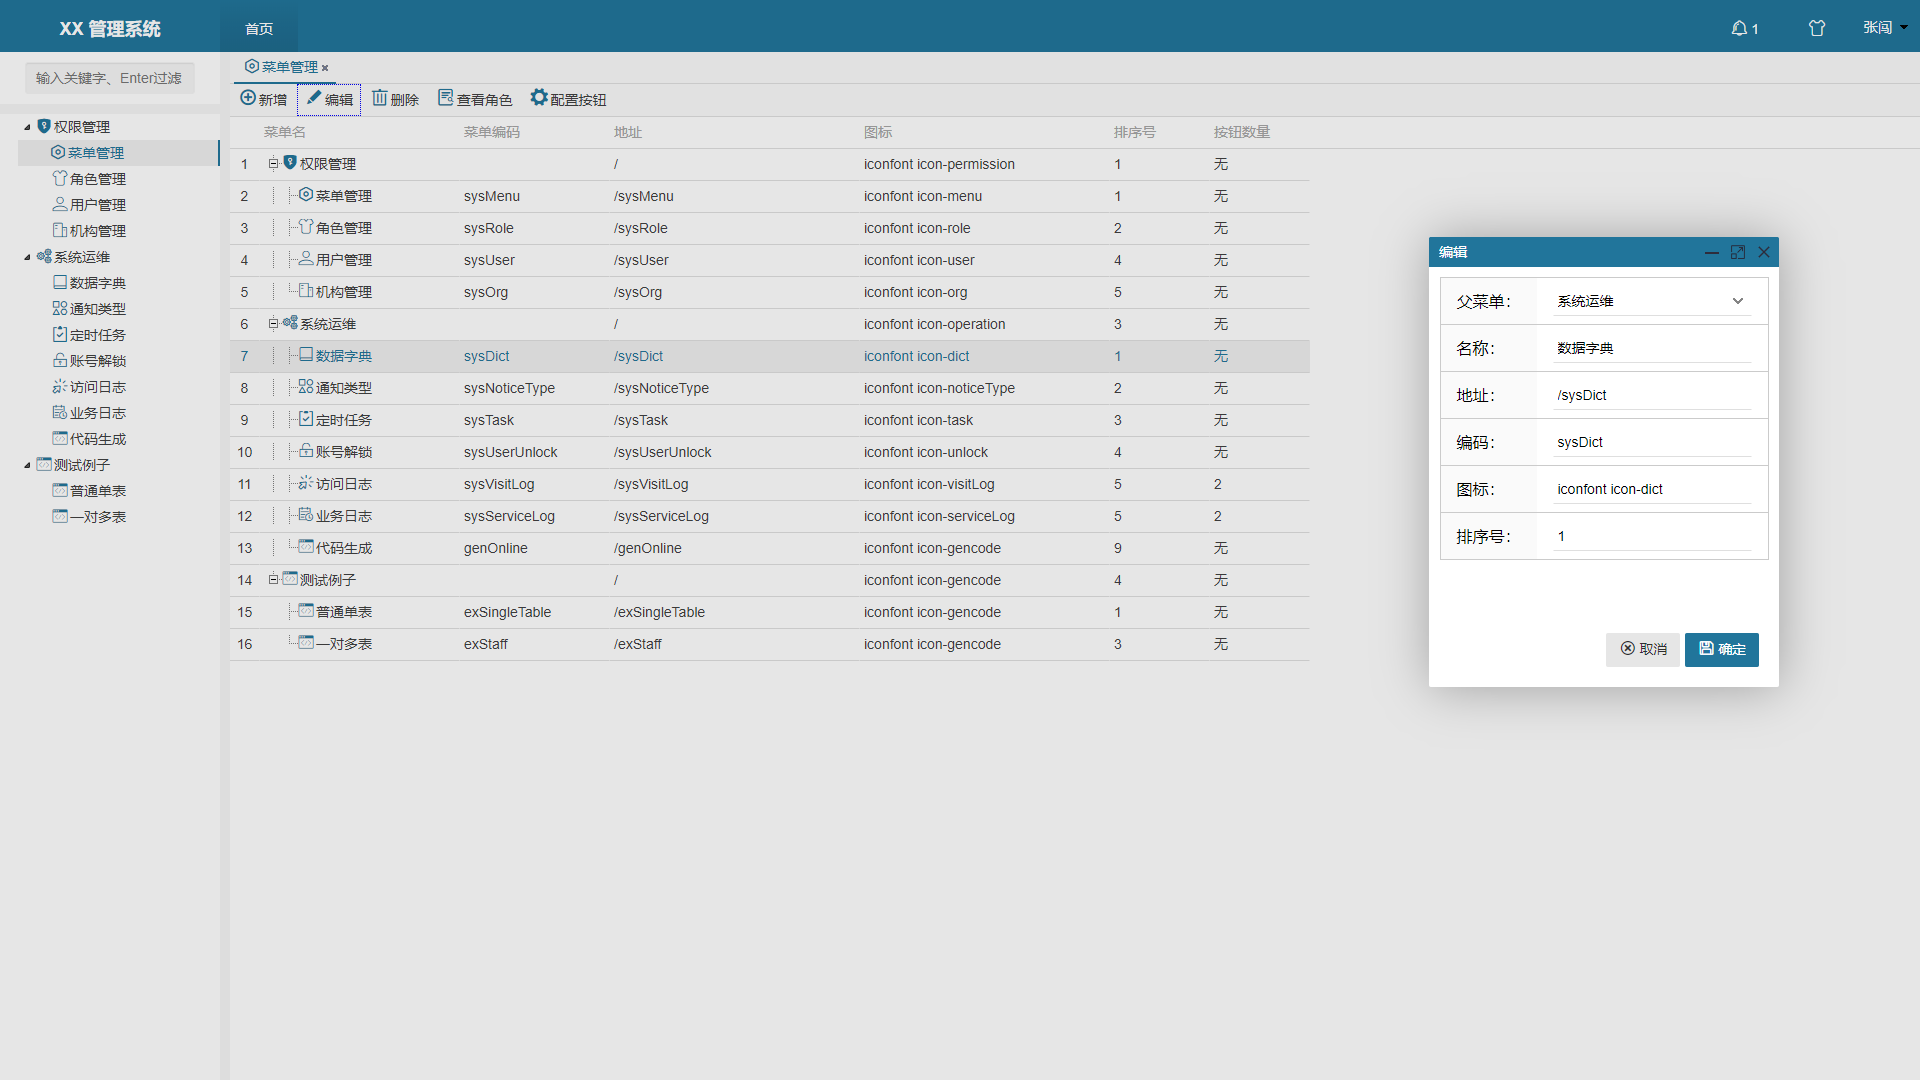 XX 管理系统
首页
1
张闯
输入关键字、Enter过滤
权限管理
菜单管理
角色管理
用户管理
机构管理
系统运维
数据字典
通知类型
定时任务
账号解锁
访问日志
业务日志
代码生成
测试例子
普通单表
一对多表
菜单管理 ×
新增 编辑 删除 查看角色 配置按钮
菜单名 菜单编码 地址 图标 排序号 按钮数量
1 权限管理 / iconfont icon-permission 1 无
2 菜单管理 sysMenu /sysMenu iconfont icon-menu 1 无
3 角色管理 sysRole /sysRole iconfont icon-role 2 无
4 用户管理 sysUser /sysUser iconfont icon-user 4 无
5 机构管理 sysOrg /sysOrg iconfont icon-org 5 无
6 系统运维 / iconfont icon-operation 3 无
7 数据字典 sysDict /sysDict iconfont icon-dict 1 无
8 通知类型 sysNoticeType /sysNoticeType iconfont icon-noticeType 2 无
9 定时任务 sysTask /sysTask iconfont icon-task 3 无
10 账号解锁 sysUserUnlock /sysUserUnlock iconfont icon-unlock 4 无
11 访问日志 sysVisitLog /sysVisitLog iconfont icon-visitLog 5 2
12 业务日志 sysServiceLog /sysServiceLog iconfont icon-serviceLog 5 2
13 代码生成 genOnline /genOnline iconfont icon-gencode 9 无
14 测试例子 / iconfont icon-gencode 4 无
15 普通单表 exSingleTable /exSingleTable iconfont icon-gencode 1 无
16 一对多表 exStaff /exStaff iconfont icon-gencode 3 无
编辑
父菜单： 系统运维
名称： 数据字典
地址： /sysDict
编码： sysDict
图标： iconfont icon-dict
排序号： 1
取消 确定